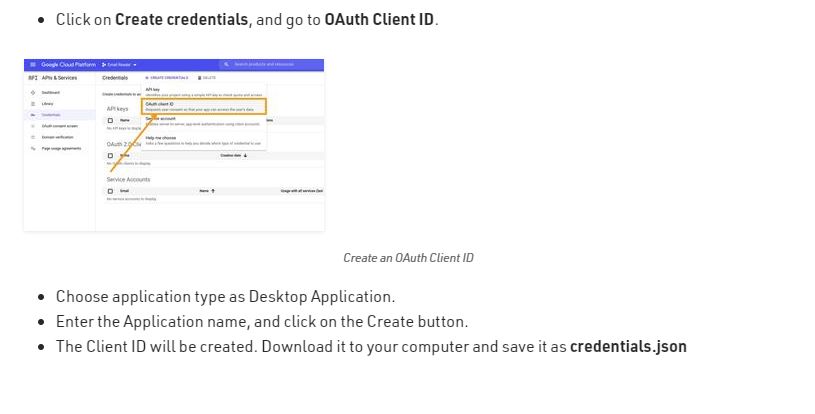 Click on Create credentials, and go to OAuth Client ID.
Google Cloud Platform Email Reader Search products and resources
API APIs & Services Credentials + CREATE CREDENTIALS DELETE
API key
Dashboard
Create credentials to
Identifies your project using a simple API key to check quota and access
Library
OAuth client ID
API keys
Requests user consent so that your app can access the user's data
Credentials
Name
Service account
OAuth consent screen
No API keys to display
server-to-server, app-level authentication using robot accounts
Domain verification
Help me choose
Page usage agreements
OAuth 2.0
Asks a few questions to help you decide which type of credential to use
Name Creation date
No OAuth clients to display
Service Accounts
Email Name Usage with all services (last
No service accounts to display
Create an OAuth Client ID
Choose application type as Desktop Application.
Enter the Application name, and click on the Create button.
The Client ID will be created. Download it to your computer and save it as credentials.json